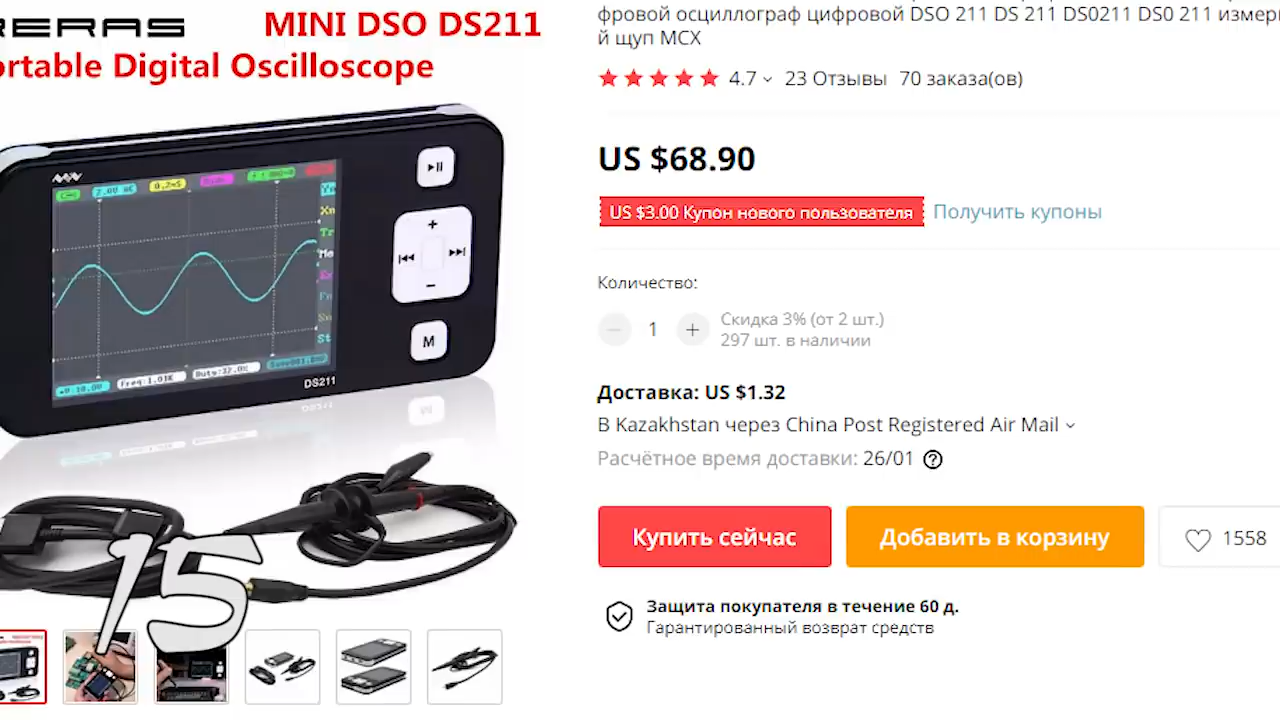 MINI DSO DS211
Portable Digital Oscilloscope
DS211
M
15
фровой осциллограф цифровой DSO 211 DS 211 DS0211 DS0 211 измери
й щуп MCX
4.7 23 Отзывы 70 заказа(ов)
US $68.90
US $3.00 Купон нового пользователя Получить купоны
Количество:
1 Скидка 3% (от 2 шт.)
297 шт. в наличии
Доставка: US $1.32
В Kazakhstan через China Post Registered Air Mail
Расчётное время доставки: 26/01
Купить сейчас Добавить в корзину 1558
Защита покупателя в течение 60 д.
Гарантированный возврат средств